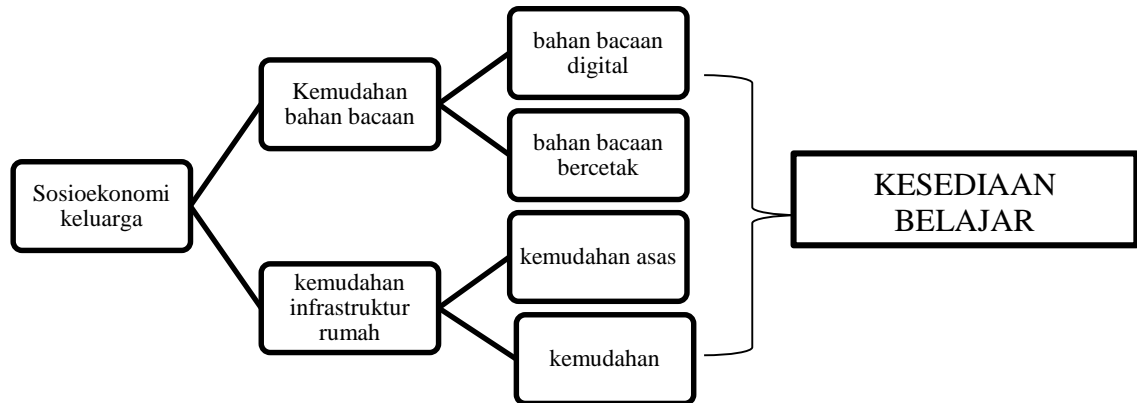 Sosioekonomi
keluarga
Kemudahan
bahan bacaan
kemudahan
infrastruktur
rumah
bahan bacaan
digital
bahan bacaan
bercetak
kemudahan asas
kemudahan
KESEDIAAN
BELAJAR